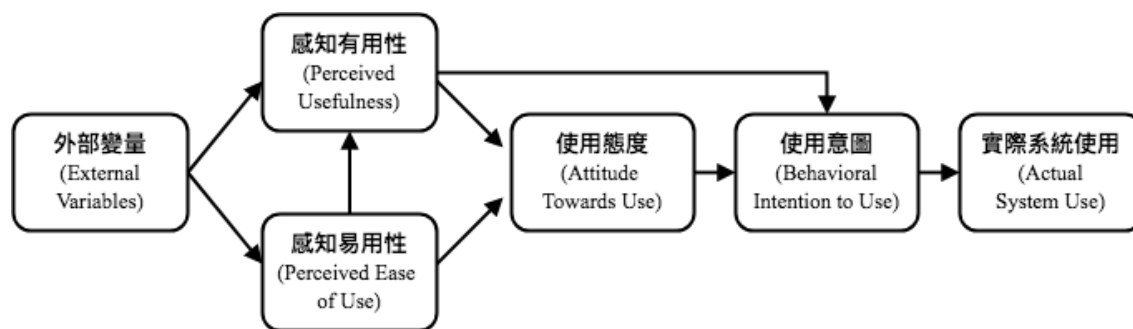 感知有用性
(Perceived
Usefulness)
外部變量
(External
Variables)
使用態度
(Attitude
Towards Use)
使用意圖
(Behavioral
Intention to Use)
實際系統使用
(Actual
System Use)
感知易用性
(Perceived Ease
of Use)